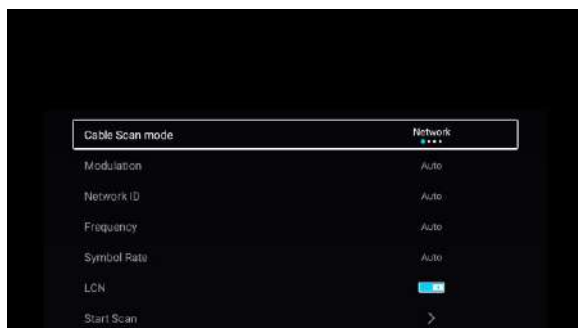 Cable Scan mode Network
Modulation Auto
Network ID Auto
Frequency Auto
Symbol Rate Auto
LCN
Start Scan